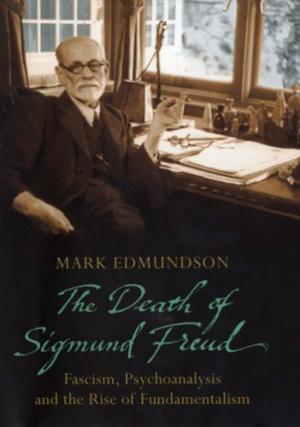 MARK EDMUNDSON
The Death of
Sigmund Freud
Fascism, Psychoanalysis
and the Rise of Fundamentalism